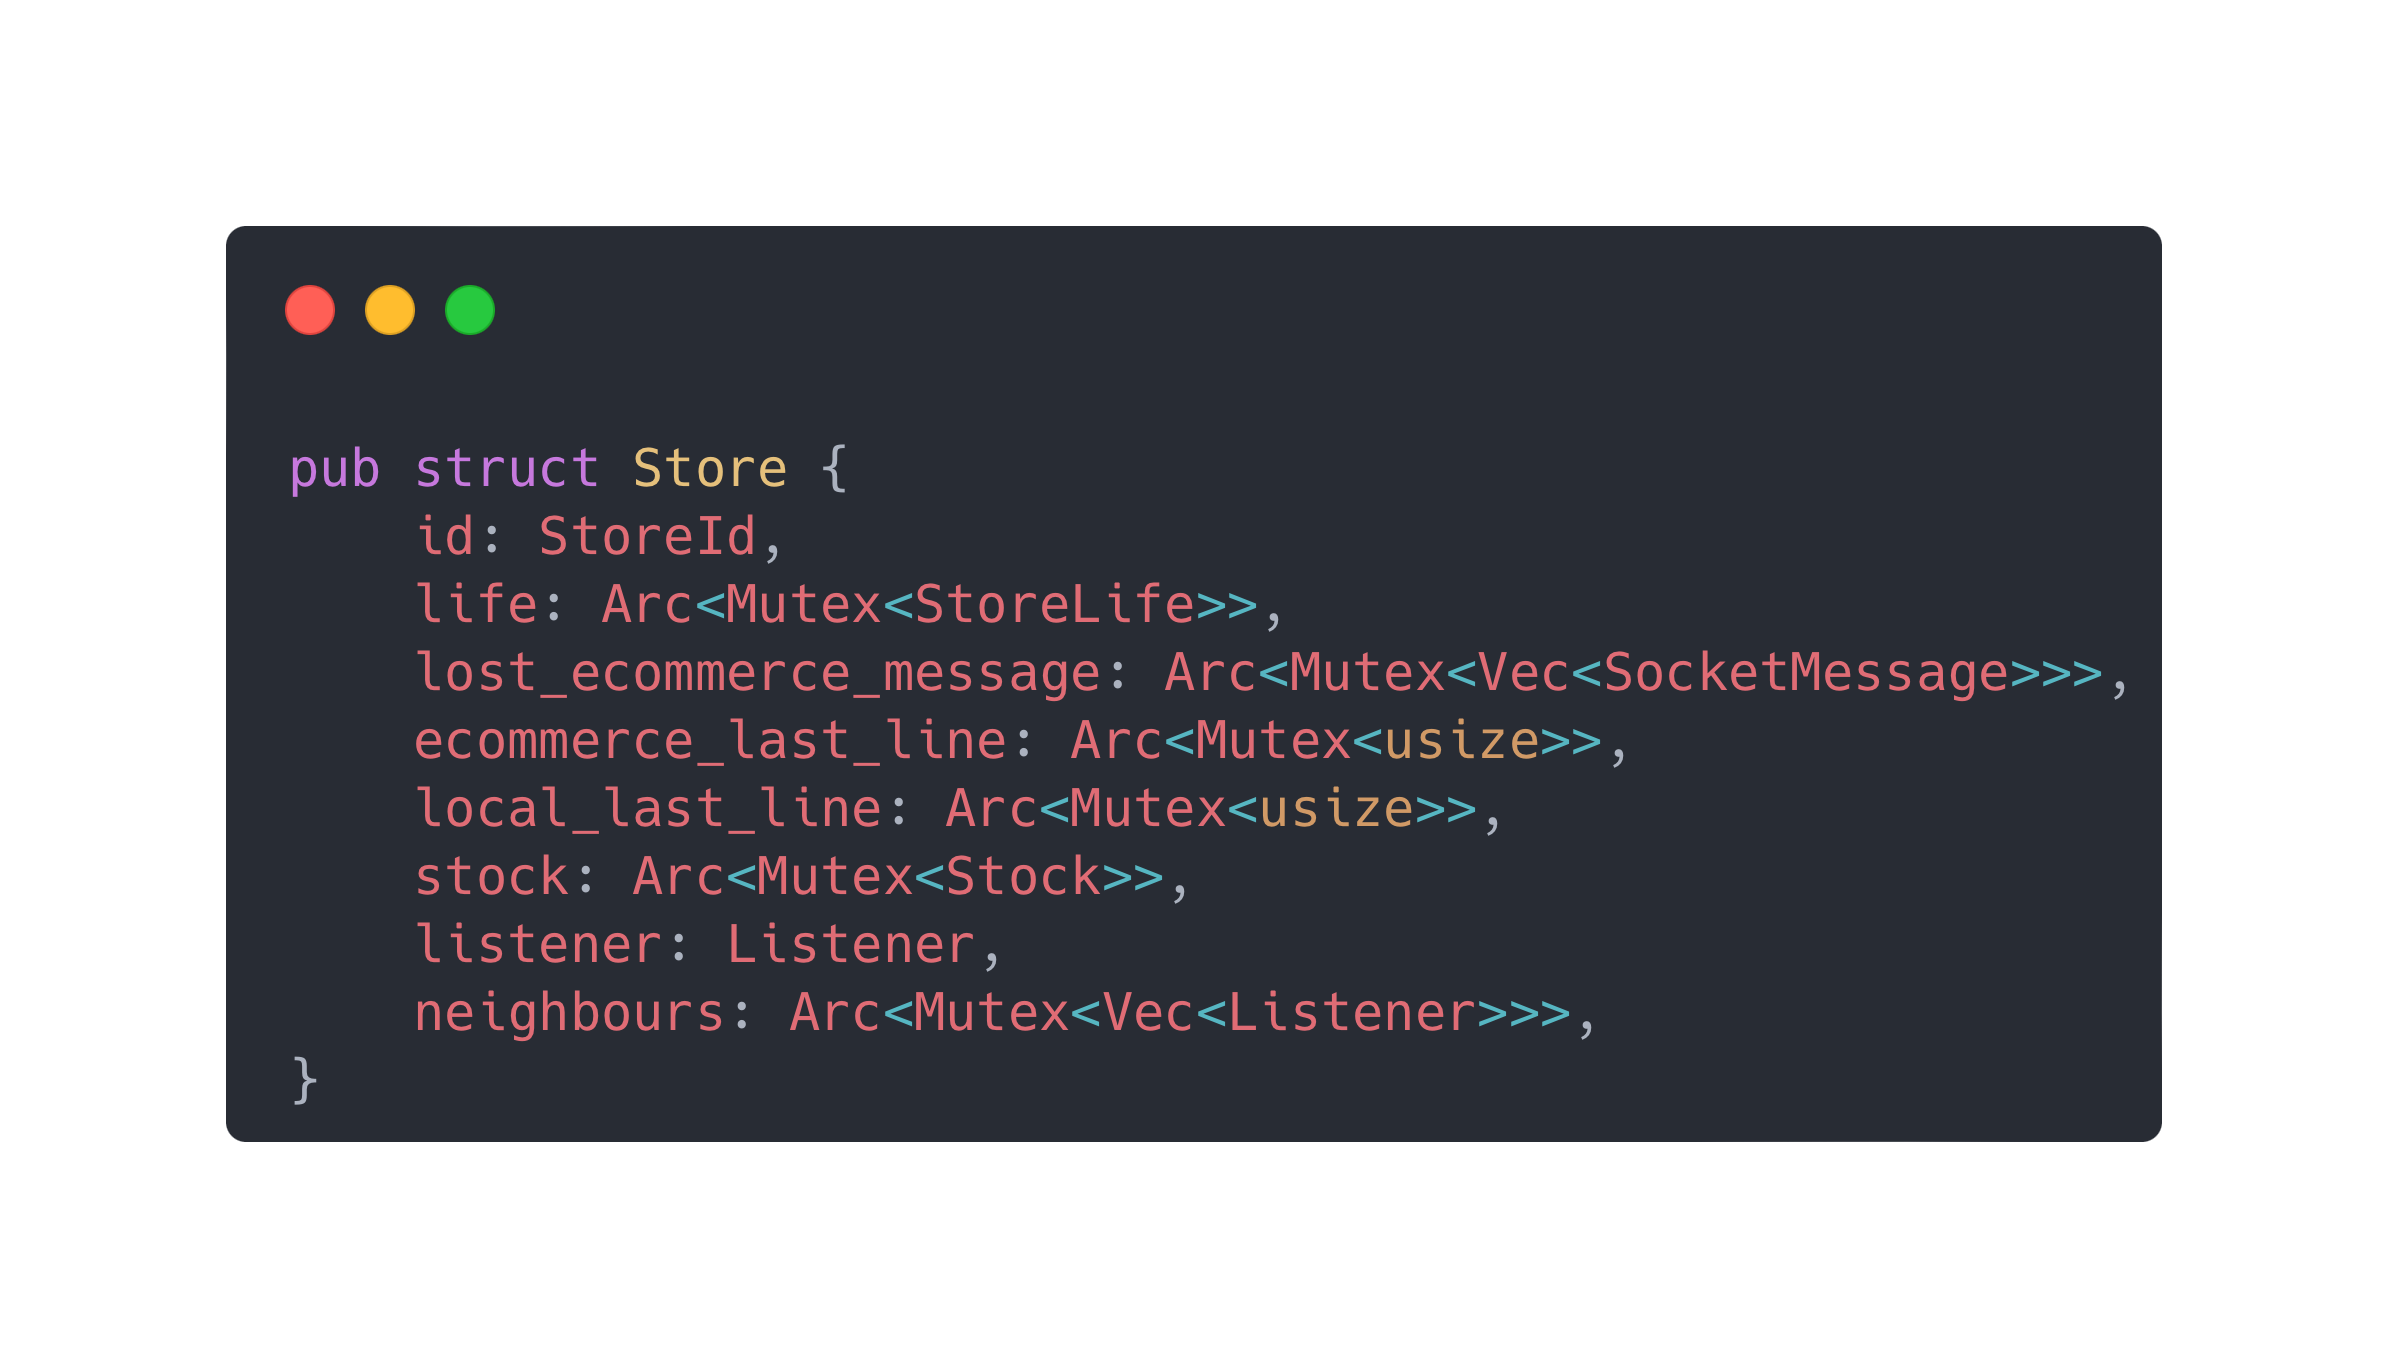 pub struct Store {
    id: StoreId,
    life: Arc<Mutex<StoreLife>>,
    lost_ecommerce_message: Arc<Mutex<Vec<SocketMessage>>>,
    ecommerce_last_line: Arc<Mutex<usize>>,
    local_last_line: Arc<Mutex<usize>>,
    stock: Arc<Mutex<Stock>>,
    listener: Listener,
    neighbours: Arc<Mutex<Vec<Listener>>>,
}